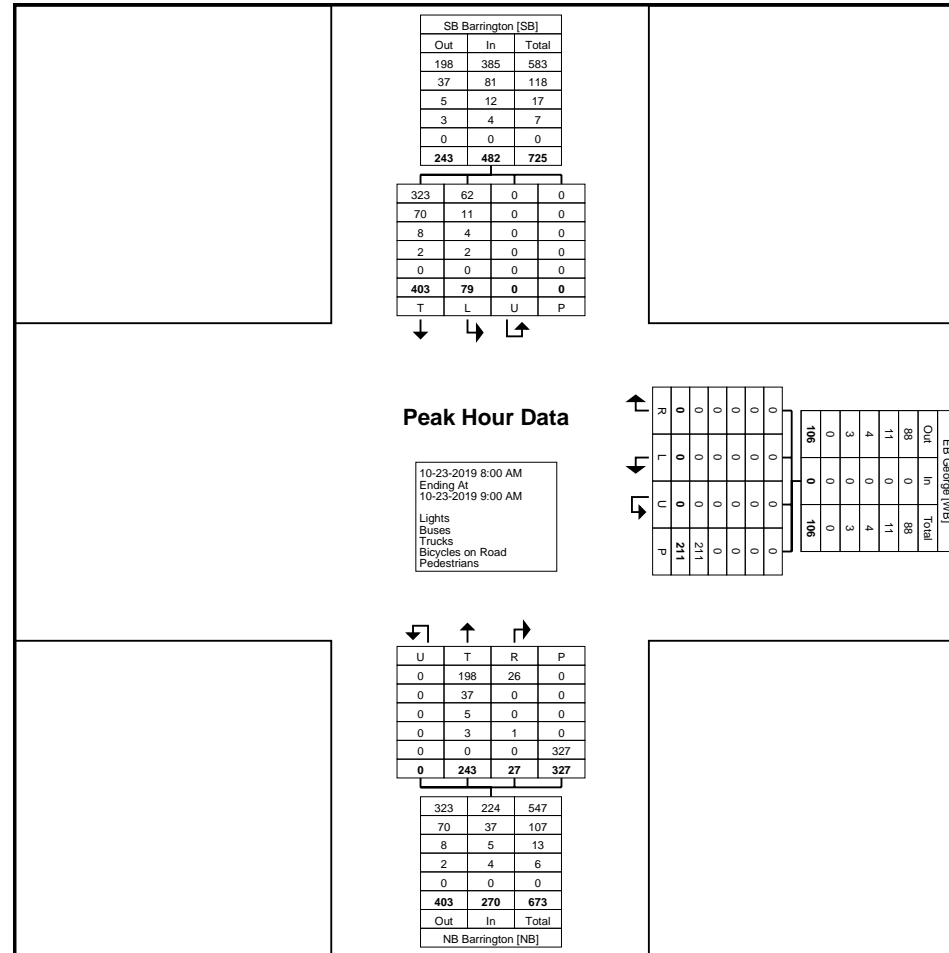 SB Barrington [SB]
Out In Total
198 385 583
37 81 118
5 12 17
3 4 7
0 0 0
243 482 725
323 62 0 0
70 11 0 0
8 4 0 0
2 2 0 0
0 0 0 0
403 79 0 0
T L U P
Peak Hour Data
10-23-2019 8:00 AM
Ending At
10-23-2019 9:00 AM
Lights
Buses
Trucks
Bicycles on Road
Pedestrians
EB George [WB]
Out In Total
88 0 88
11 0 11
4 0 4
3 0 3
0 0 0
106 0 106
0 0 0 0
0 0 0 0
0 0 0 0
0 0 0 0
0 0 0 211
0 0 0 211
R L U P
U T R P
0 198 26 0
0 37 0 0
0 5 0 0
0 3 1 0
0 0 0 327
0 243 27 327
323 224 547
70 37 107
8 5 13
2 4 6
0 0 0
403 270 673
Out In Total
NB Barrington [NB]